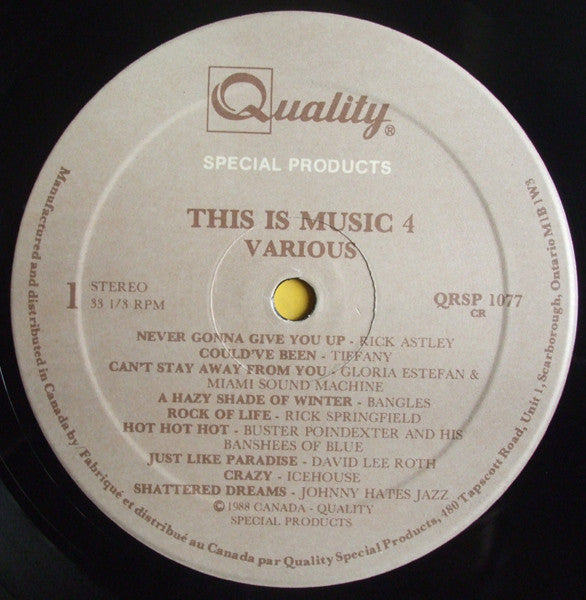 Quality®
SPECIAL PRODUCTS
THIS IS MUSIC 4
VARIOUS
1
STEREO
33 1/3 RPM
QRSP 1077
CR
NEVER GONNA GIVE YOU UP - RICK ASTLEY
COULD'VE BEEN - TIFFANY
CAN'T STAY AWAY FROM YOU - GLORIA ESTEFAN &
MIAMI SOUND MACHINE
A HAZY SHADE OF WINTER - BANGLES
ROCK OF LIFE - RICK SPRINGFIELD
HOT HOT HOT - BUSTER POINDEXTER AND HIS
BANSHEES OF BLUE
JUST LIKE PARADISE - DAVID LEE ROTH
CRAZY - ICEHOUSE
SHATTERED DREAMS - JOHNNY HATES JAZZ
© 1988 CANADA - QUALITY
SPECIAL PRODUCTS
Manufactured and distributed in Canada by / Fabriqué et distribué au Canada par Quality Special Products, 480 Tapscott Road, Unit 1, Scarborough, Ontario M1B 1W3